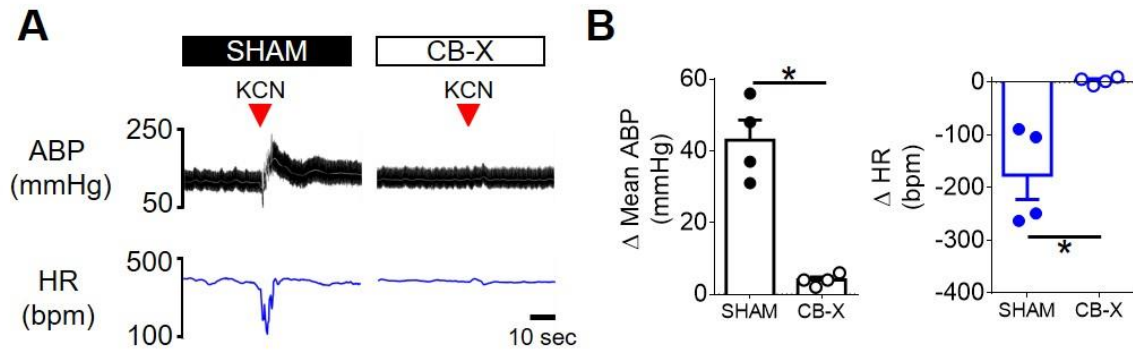 A
SHAM
CB-X
KCN
KCN
250
ABP
(mmHg)
50
500
HR
(bpm)
100
10 sec
B
*
60
40
20
0
Δ Mean ABP
(mmHg)
SHAM
CB-X
0
-100
-200
-300
-400
Δ HR
(bpm)
*
SHAM
CB-X